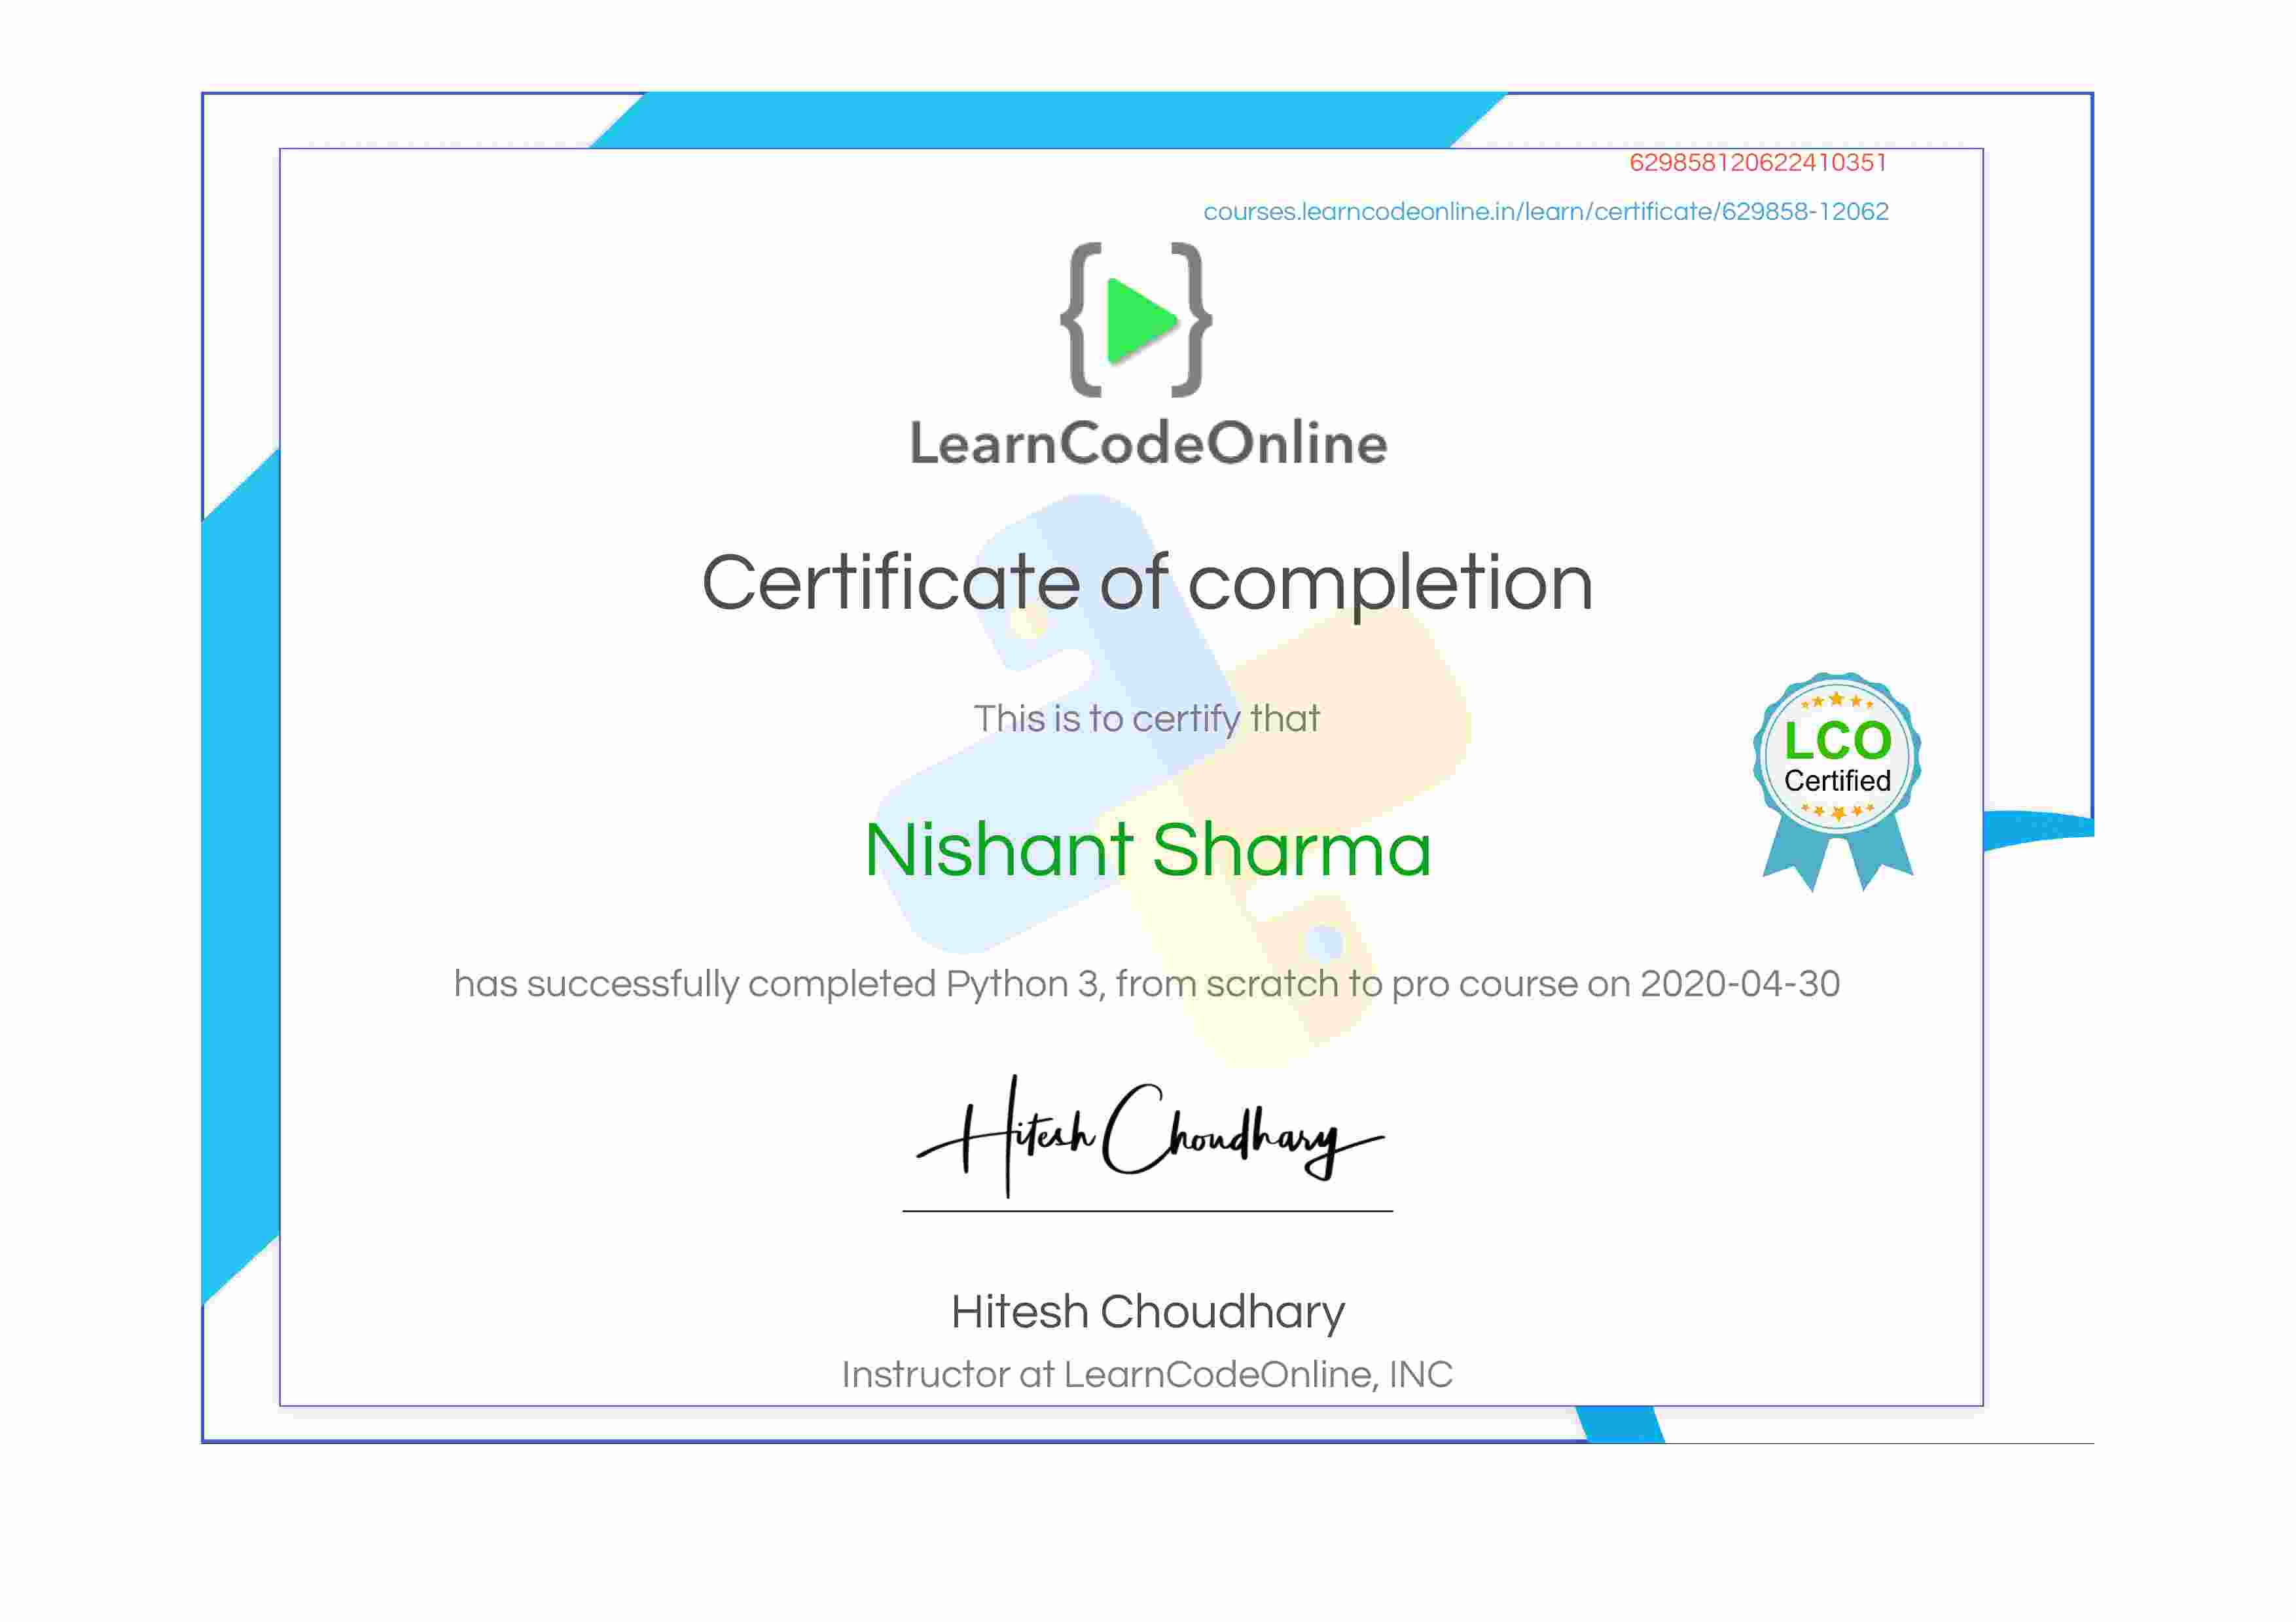 629858120622410351
courses.learncodeonline.in/learn/certificate/629858-12062
LearnCodeOnline
Certificate of completion
This is to certify that
LCO
Certified
Nishant Sharma
has successfully completed Python 3, from scratch to pro course on 2020-04-30
Hitesh Choudhary
Hitesh Choudhary
Instructor at LearnCodeOnline, INC